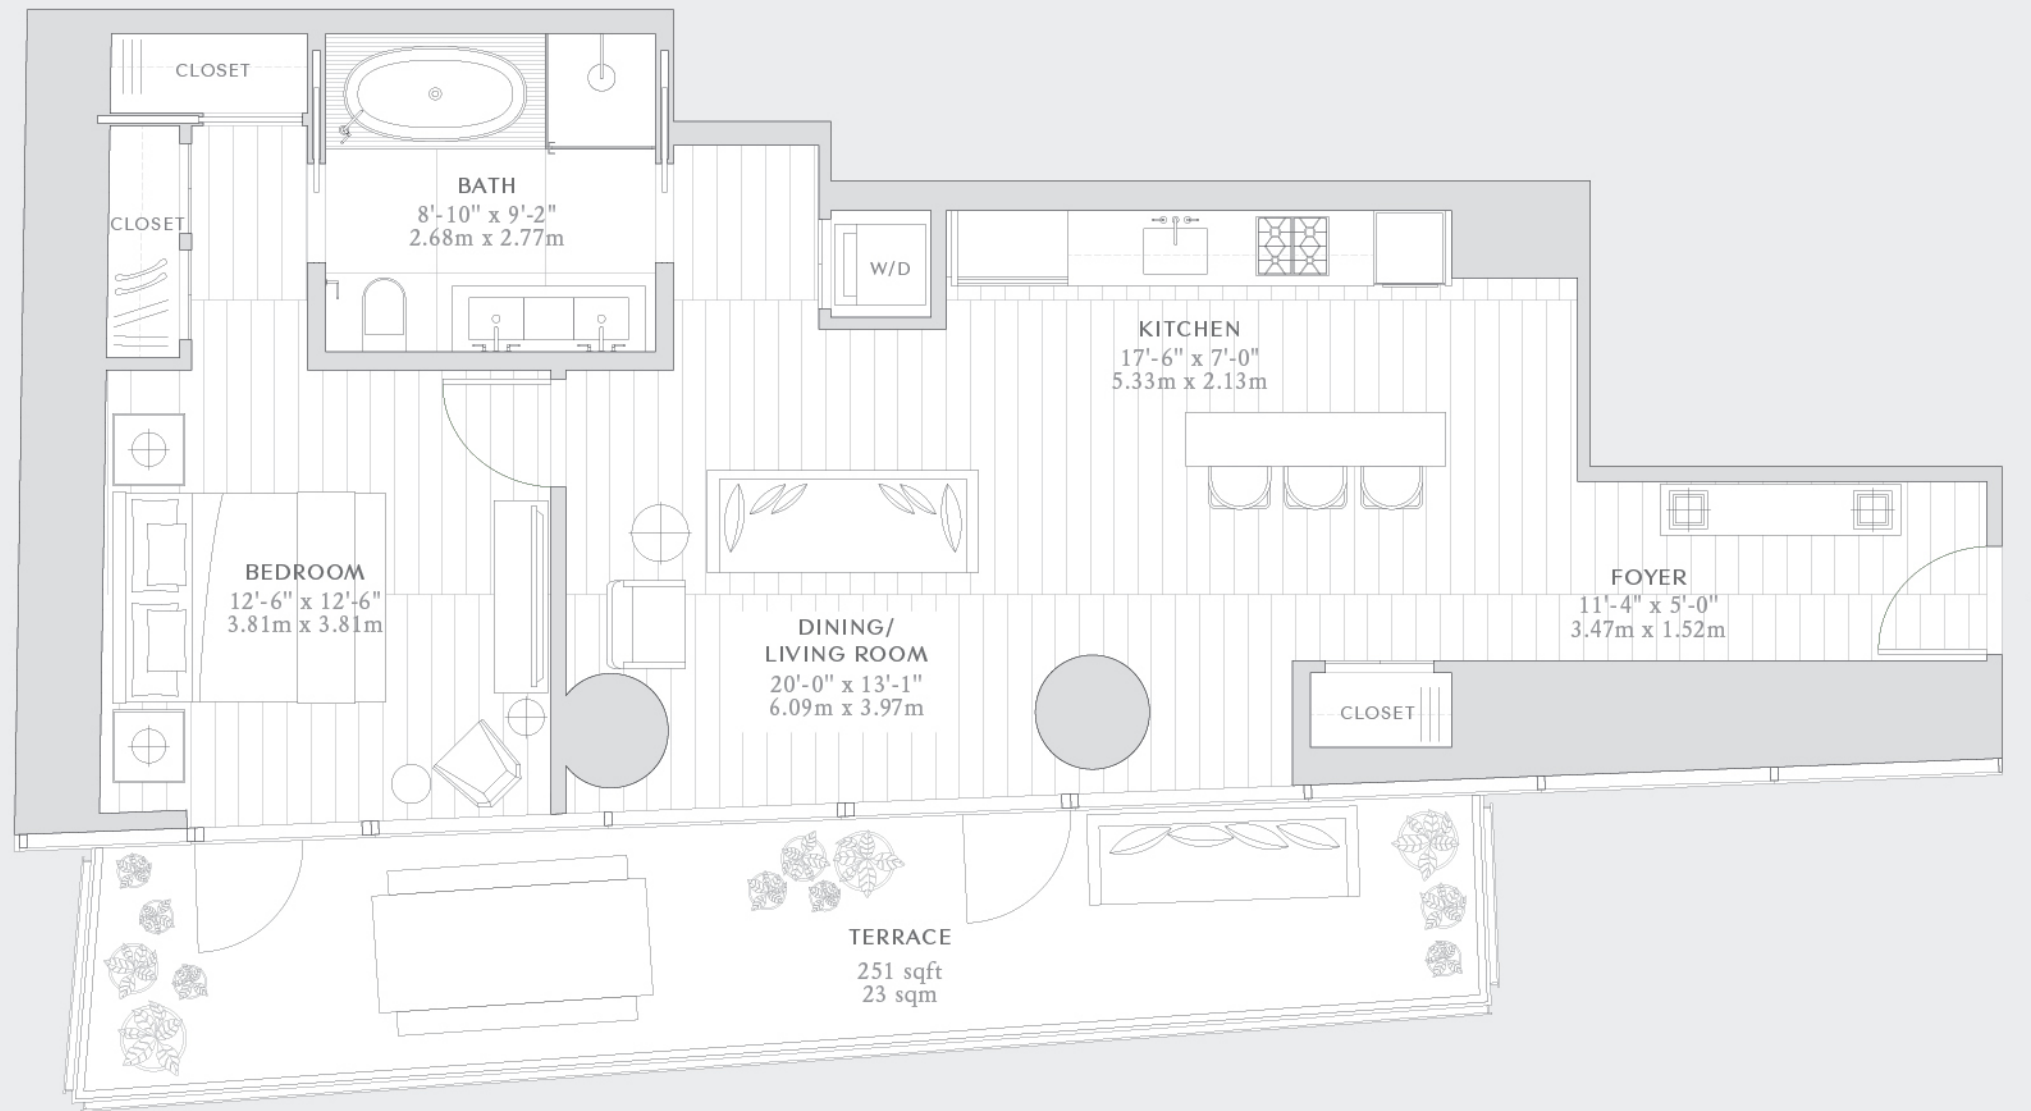 CLOSET
CLOSET
BATH
8'-10" x 9'-2"
2.68m x 2.77m
W/D
KITCHEN
17'-6" x 7'-0"
5.33m x 2.13m
BEDROOM
12'-6" x 12'-6"
3.81m x 3.81m
DINING/
LIVING ROOM
20'-0" x 13'-1"
6.09m x 3.97m
FOYER
11'-4" x 5'-0"
3.47m x 1.52m
CLOSET
TERRACE
251 sqft
23 sqm